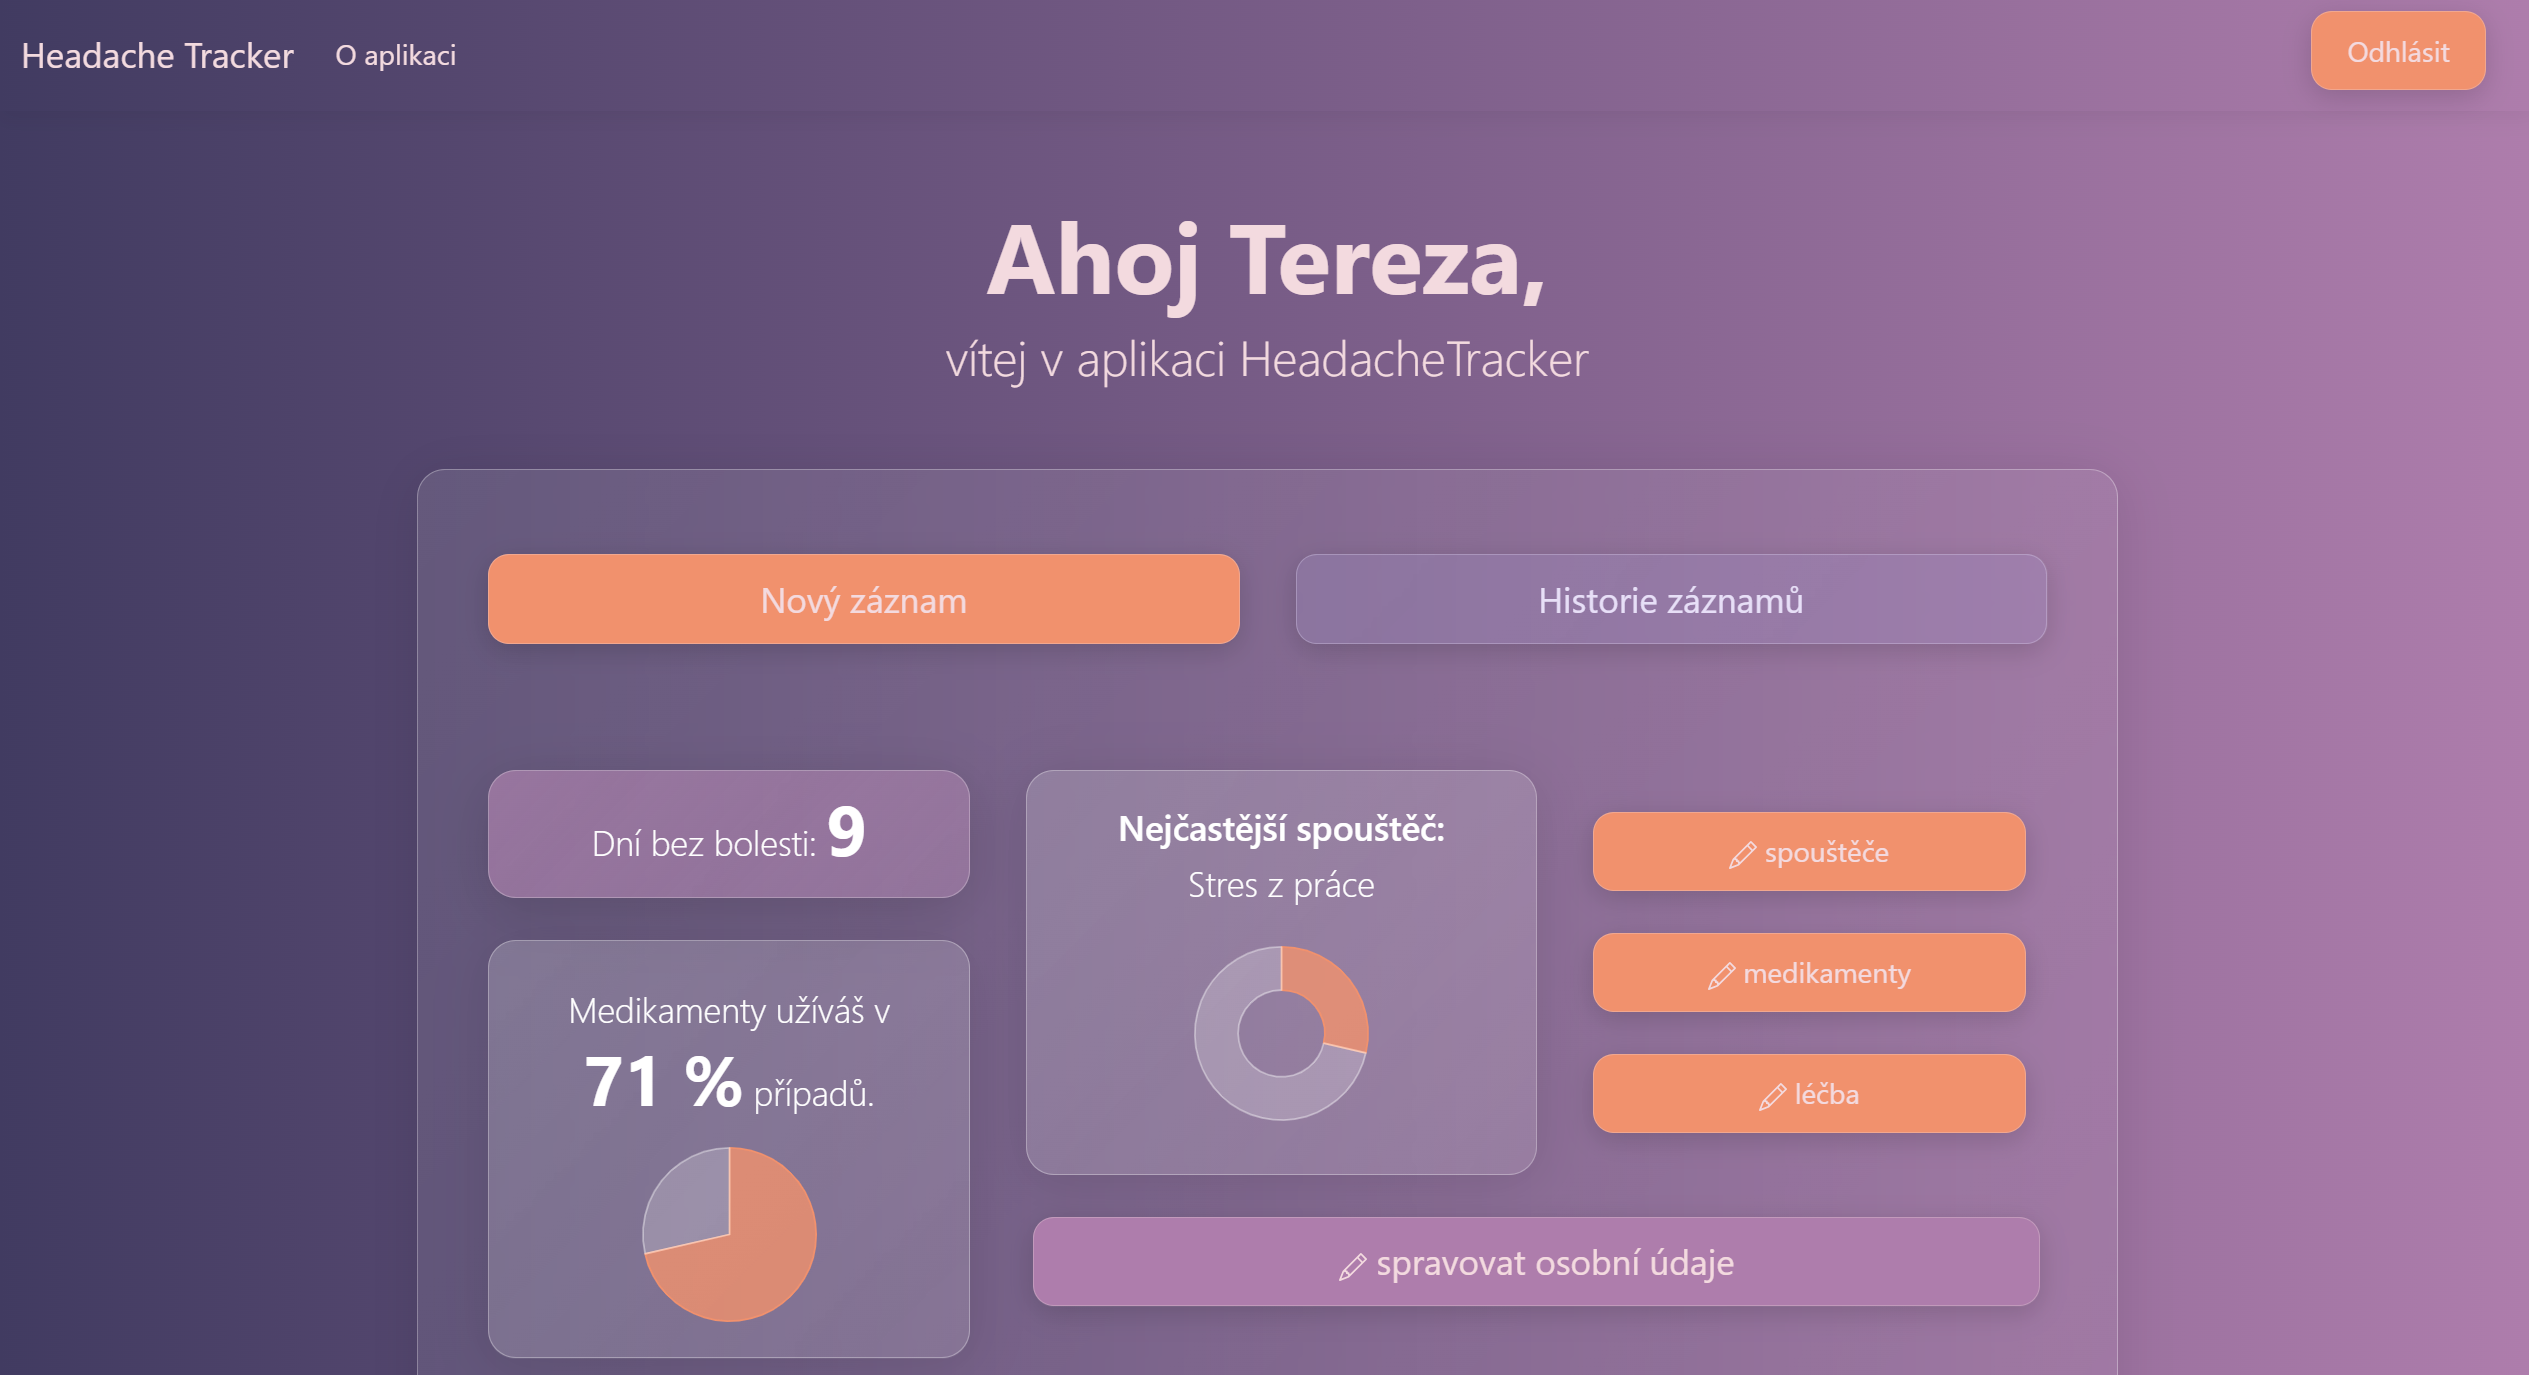 Headache Tracker
O aplikaci
Odhlásit
Ahoj Tereza,
vítej v aplikaci HeadacheTracker
Nový záznam
Historie záznamů
Dní bez bolesti: 9
Medikamenty užíváš v
71 % případů.
Nejčastější spouštěč:
Stres z práce
spouštěče
medikamenty
léčba
spravovat osobní údaje